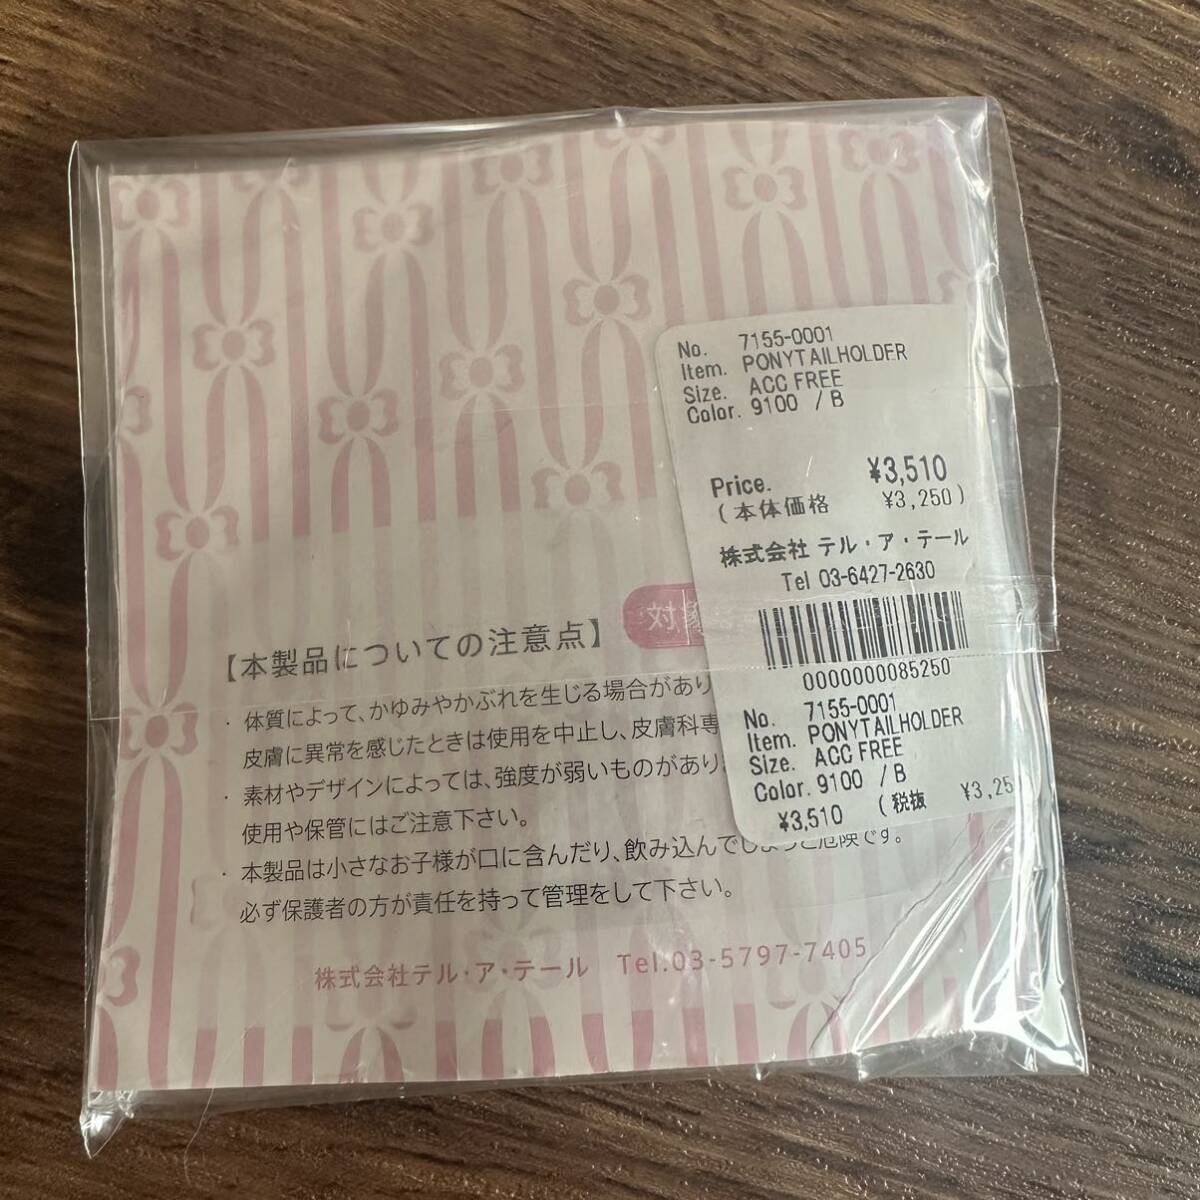 No. 7155-0001
Item. PONYTAILHOLDER
Size. ACC FREE
Color. 9100 / B
Price. ¥3,510
(本体価格 ¥3,250)
株式会社 テル・ア・テール
Tel 03-6427-2630
0000000085250
No. 7155-0001
Item. PONYTAILHOLDER
Size. ACC FREE
Color. 9100 / B
¥3,510 (税抜 ¥3,25
対象
【本製品についての注意点】
・体質によって、かゆみやかぶれを生じる場合があり
皮膚に異常を感じたときは使用を中止し、皮膚科専
・素材やデザインによっては、強度が弱いものがあり
使用や保管にはご注意下さい。
・本製品は小さなお子様が口に含んだり、飲み込んでしまうと危険です。
必ず保護者の方が責任を持って管理をして下さい。
株式会社テル・ア・テール Tel.03-5797-7405